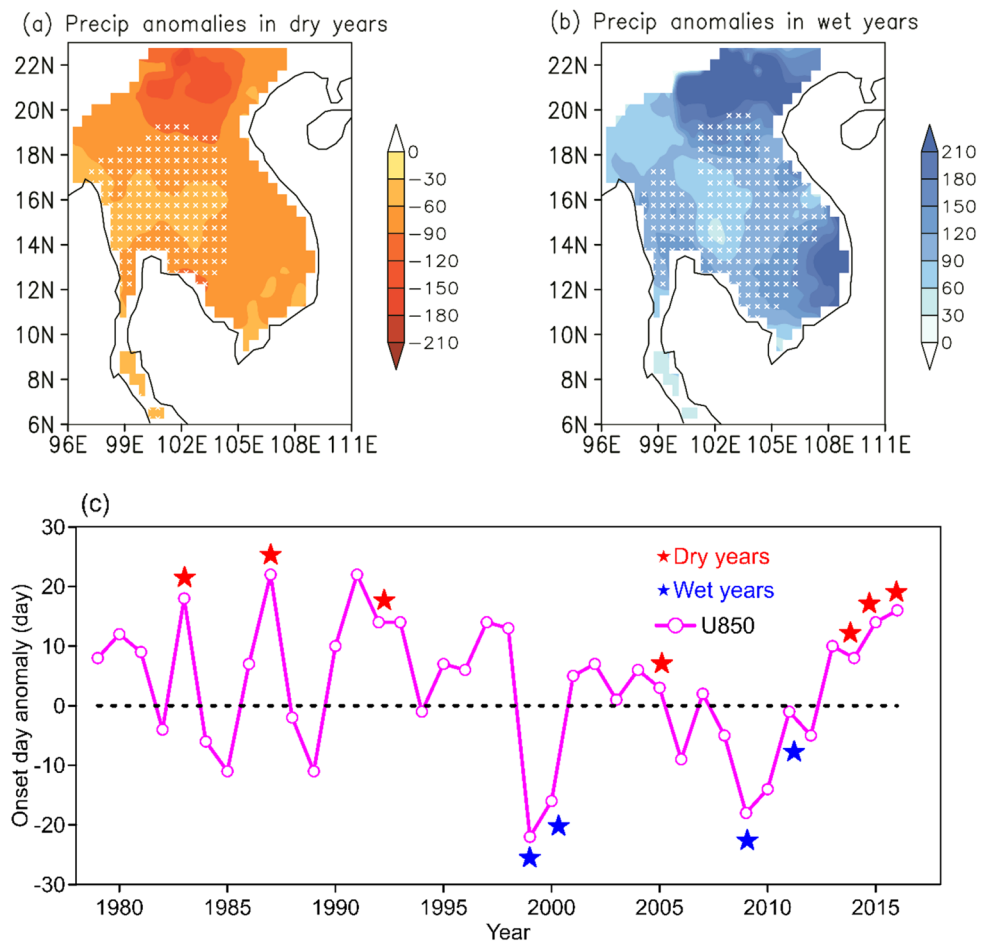 (a) Precip anomalies in dry years
(b) Precip anomalies in wet years
22N
20N
18N
16N
14N
12N
10N
8N
6N
96E 99E 102E 105E 108E 111E
0
−30
−60
−90
−120
−150
−180
−210
22N
20N
18N
16N
14N
12N
10N
8N
6N
96E 99E 102E 105E 108E 111E
210
180
150
120
90
60
30
0
(c)
Onset day anomaly (day)
30
20
10
0
-10
-20
-30
Dry years
Wet years
U850
1980 1985 1990 1995 2000 2005 2010 2015
Year